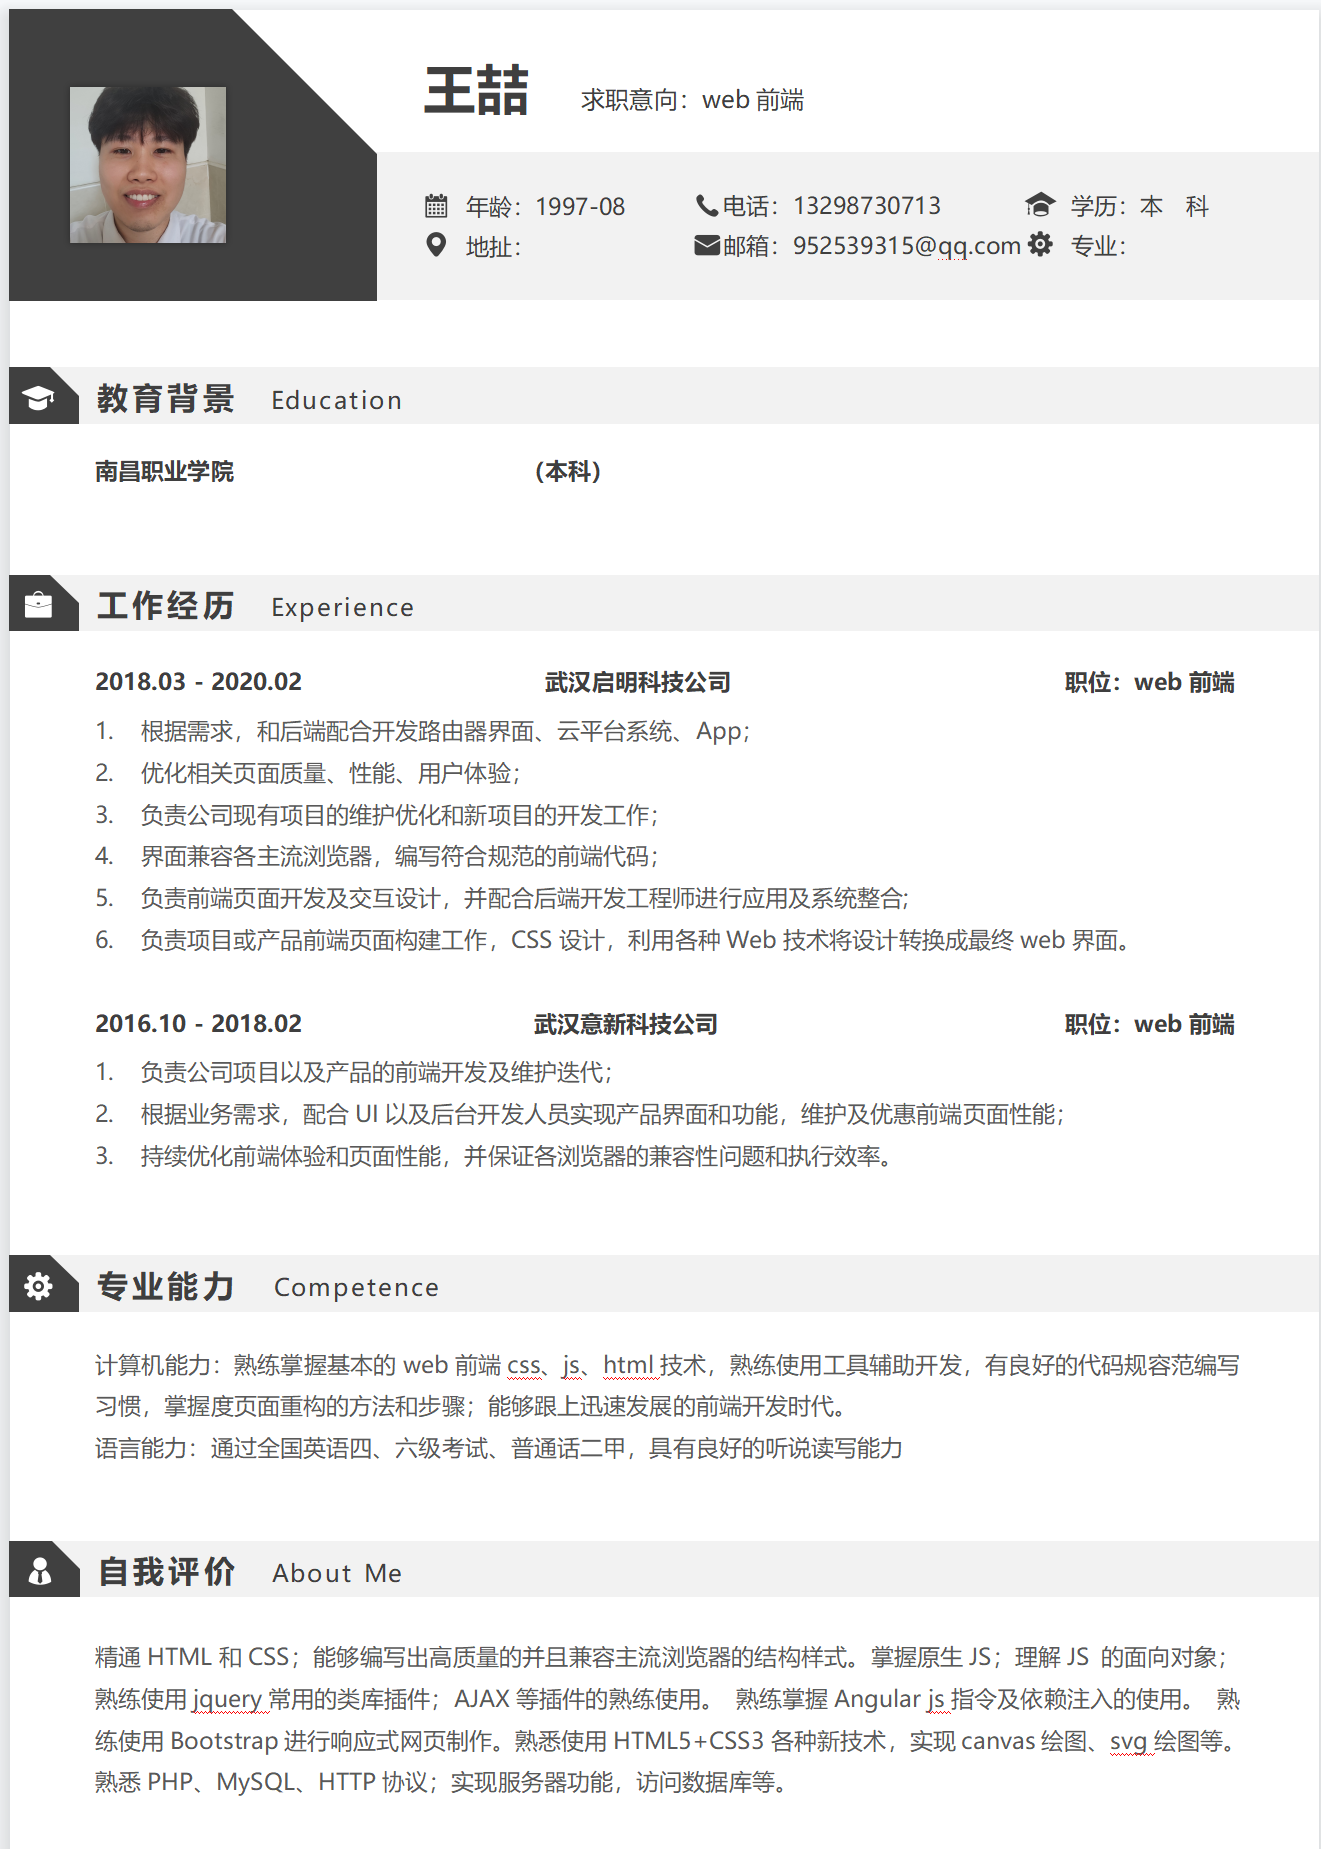 王喆 求职意向：web 前端
年龄：1997-08 电话：13298730713 学历：本 科
地扯： 邮箱：952539315@qq.com 专业：
教育背景 Education
南昌职业学院 （本科）
工作经历 Experience
2018.03 - 2020.02 武汉启明科技公司 职位：web 前端
1. 根据需求，和后端配合开发路由器界面、云平台系统、App；
2. 优化相关页面质量、性能、用户体验；
3. 负责公司现有项目的维护优化和新项目的开发工作；
4. 界面兼容各主流浏览器，编写符合规范的前端代码；
5. 负责前端页面开发及交互设计，并配合后端开发工程师进行应用及系统整合;
6. 负责项目或产品前端页面构建工作，CSS 设计，利用各种 Web 技术将设计转换成最终 web 界面。
2016.10 - 2018.02 武汉意新科技公司 职位：web 前端
1. 负责公司项目以及产品的前端开发及维护迭代；
2. 根据业务需求，配合 UI 以及后台开发人员实现产品界面和功能，维护及优惠前端页面性能；
3. 持续优化前端体验和页面性能，并保证各浏览器的兼容性问题和执行效率。
专业能力 Competence
计算机能力：熟练掌握基本的 web 前端 css、js、html 技术，熟练使用工具辅助开发，有良好的代码规容范编写
习惯，掌握度页面重构的方法和步骤；能够跟上迅速发展的前端开发时代。
语言能力：通过全国英语四、六级考试、普通话二甲，具有良好的听说读写能力
自我评价 About Me
精通 HTML 和 CSS；能够编写出高质量的并且兼容主流浏览器的结构样式。掌握原生 JS；理解 JS 的面向对象；
熟练使用 jquery 常用的类库插件；AJAX 等插件的熟练使用。 熟练掌握 Angular js 指令及依赖注入的使用。 熟
练使用 Bootstrap 进行响应式网页制作。熟悉使用 HTML5+CSS3 各种新技术，实现 canvas 绘图、svg 绘图等。
熟悉 PHP、MySQL、HTTP 协议；实现服务器功能，访问数据库等。